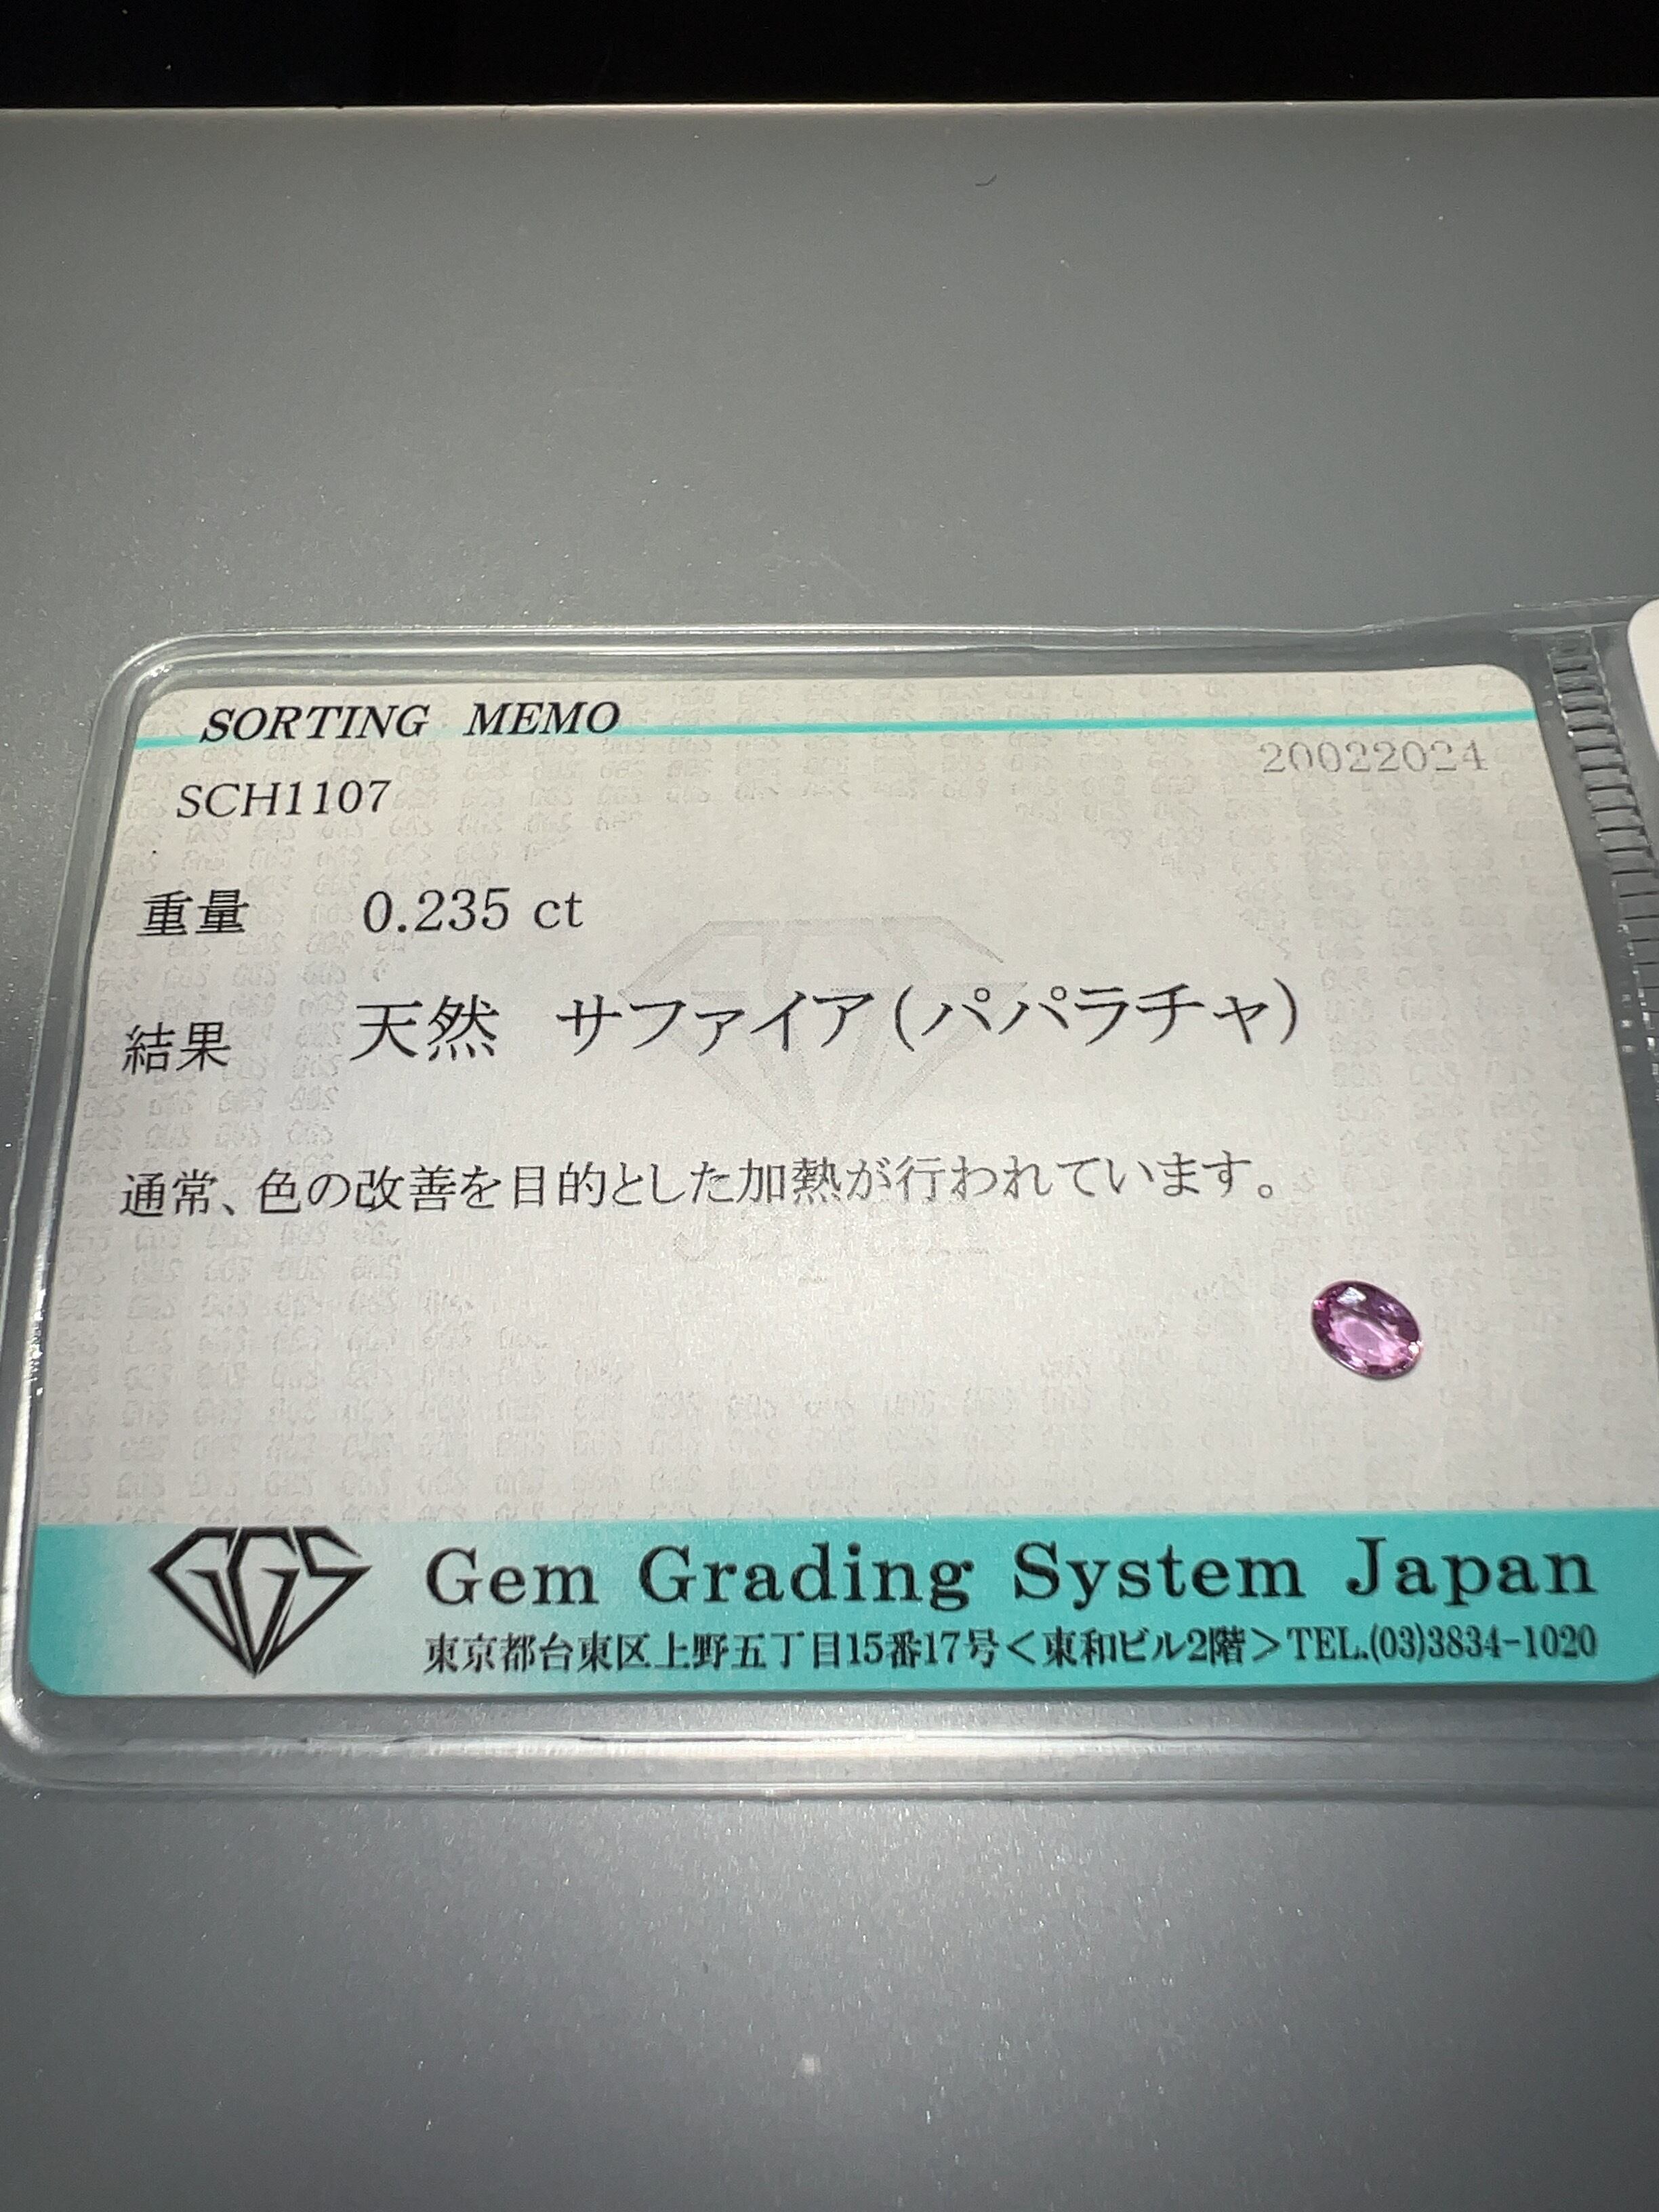 SORTING MEMO
20022024
SCH1107
重量 0.235 ct
結果 天然 サファイア(パパラチャ)
通常、色の改善を目的とした加熱が行われています。
GGS
Gem Grading System Japan
東京都台東区上野五丁目15番17号<東和ビル2階>TEL.(03)3834-1020